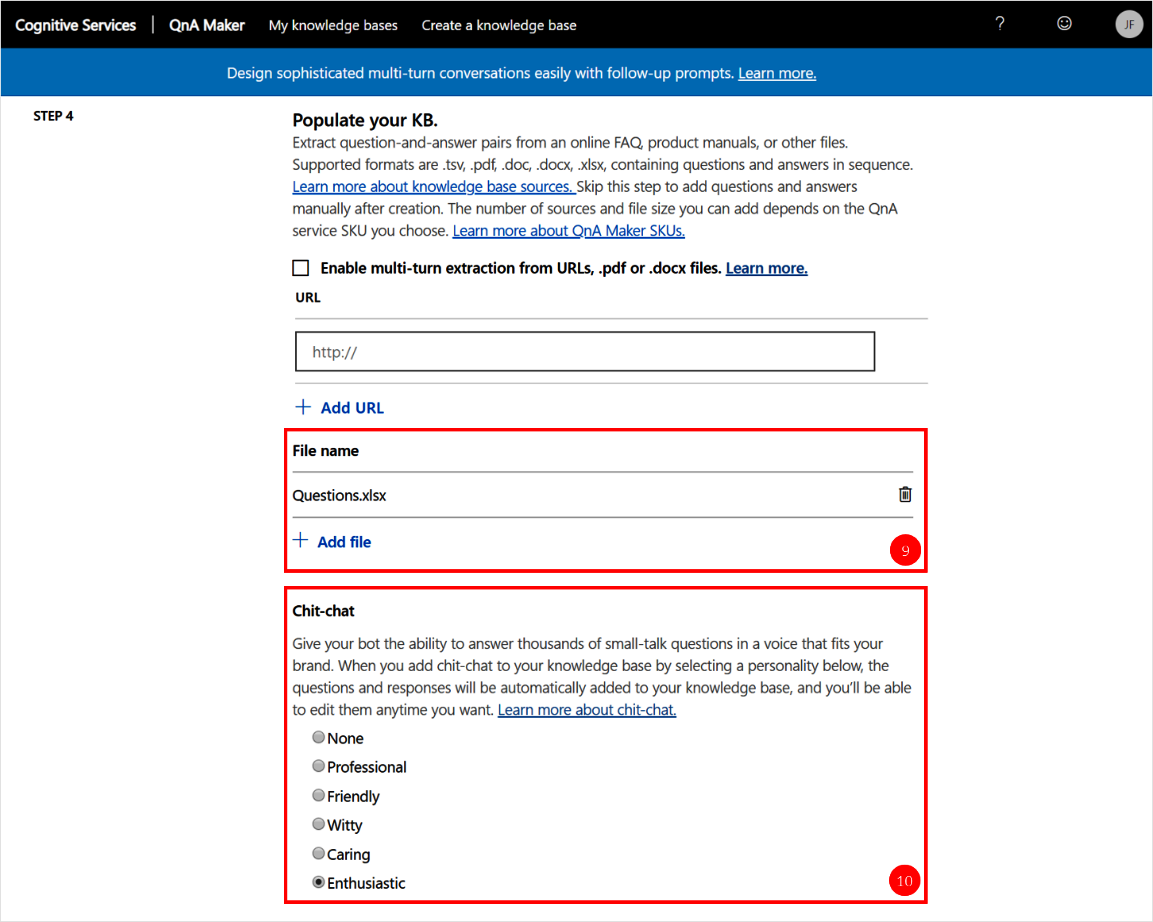 Cognitive Services | QnA Maker My knowledge bases Create a knowledge base ? JF
Design sophisticated multi-turn conversations easily with follow-up prompts. Learn more.
STEP 4
Populate your KB.
Extract question-and-answer pairs from an online FAQ, product manuals, or other files.
Supported formats are .tsv, .pdf, .doc, .docx, .xlsx, containing questions and answers in sequence.
Learn more about knowledge base sources. Skip this step to add questions and answers
manually after creation. The number of sources and file size you can add depends on the QnA
service SKU you choose. Learn more about QnA Maker SKUs.
Enable multi-turn extraction from URLs, .pdf or .docx files. Learn more.
URL
http://
+ Add URL
File name
Questions.xlsx
+ Add file
9
Chit-chat
Give your bot the ability to answer thousands of small-talk questions in a voice that fits your
brand. When you add chit-chat to your knowledge base by selecting a personality below, the
questions and responses will be automatically added to your knowledge base, and you'll be able
to edit them anytime you want. Learn more about chit-chat.
None
Professional
Friendly
Witty
Caring
Enthusiastic
10